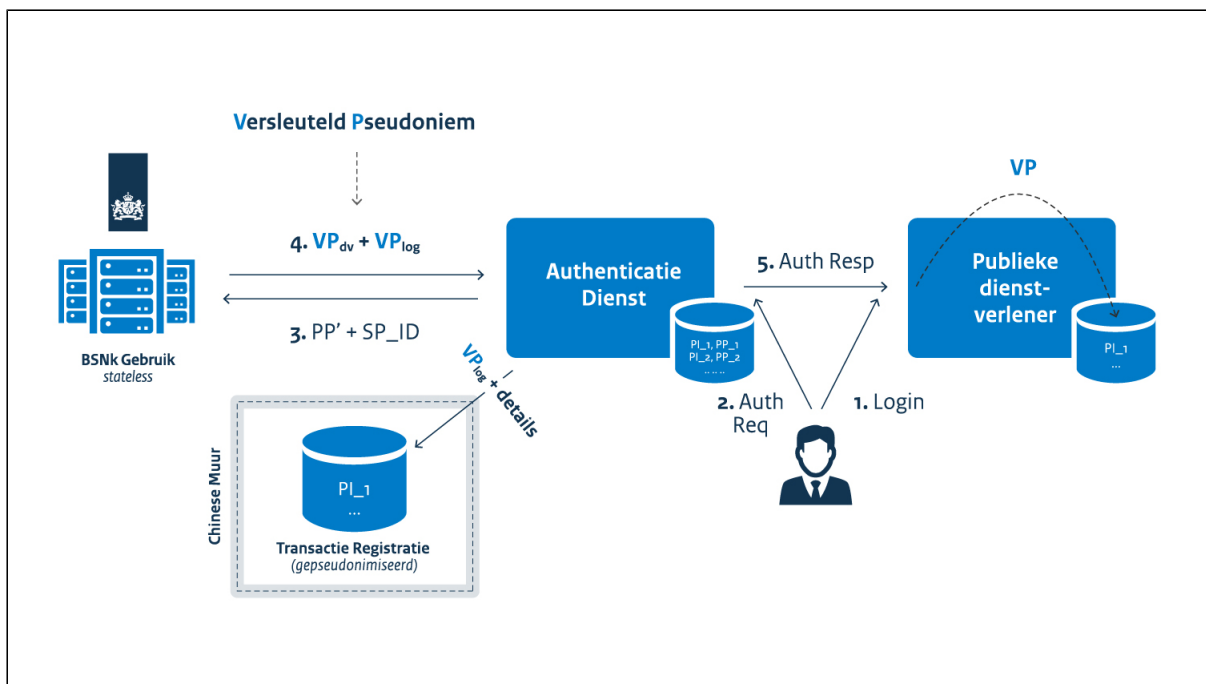 Versleuteld Pseudoniem
VP
4. VPdv + VPlog
Authenticatie
Dienst
5. Auth Resp
Publieke
dienst-
verlener
3. PP' + SP_ID
BSNk Gebruik
stateless
PI_1, PP_1
PI_2, PP_2
.. .. ..
PI_1
...
VPlog + details
2. Auth
Req
1. Login
Chinese Muur
PI_1
...
Transactie Registratie
(gepseudonimiseerd)